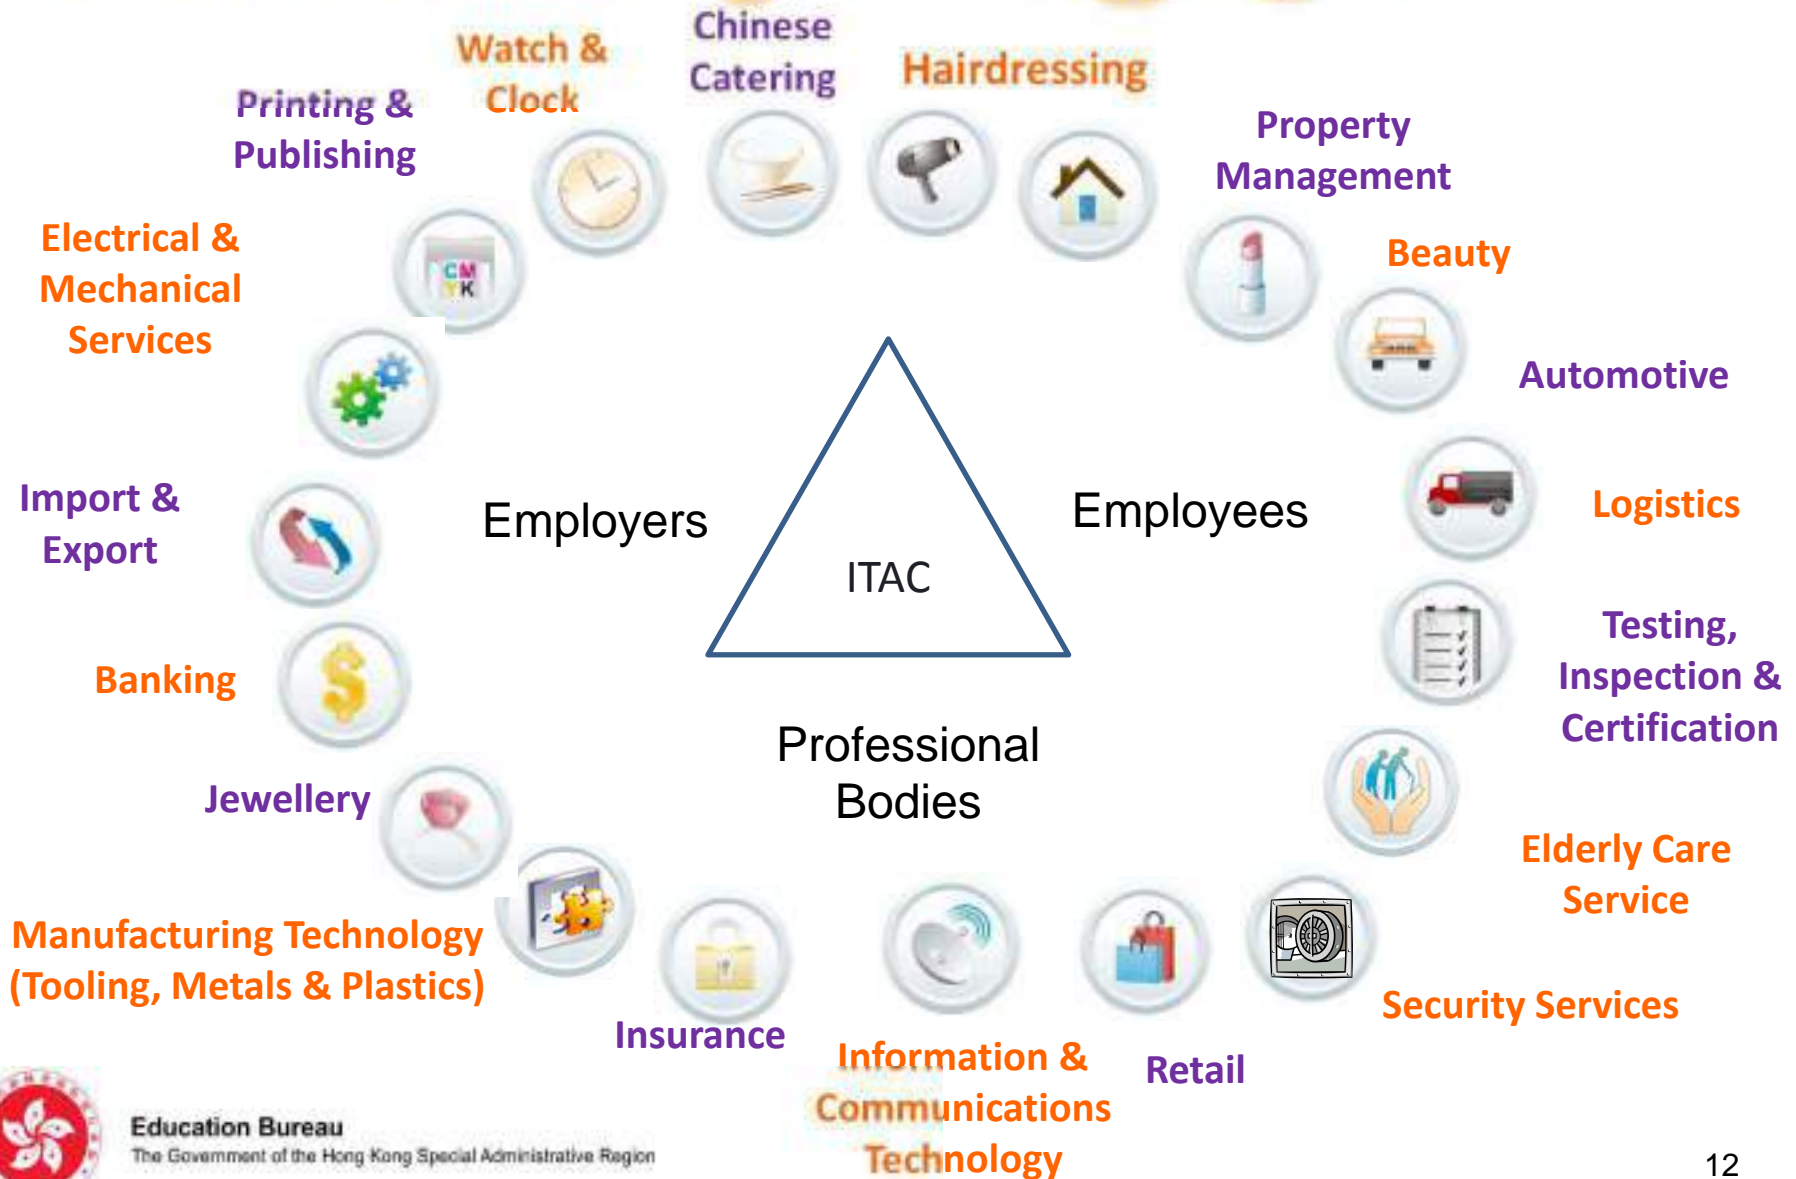 Chinese
Catering
Watch &
Clock
Hairdressing
Printing &
Publishing
Property
Management
Electrical &
Mechanical
Services
Beauty
CM
YK
Automotive
Import &
Export
Employers
Employees
Logistics
ITAC
Testing,
Inspection &
Certification
Banking
Professional
Bodies
Jewellery
Elderly Care
Service
Manufacturing Technology
(Tooling, Metals & Plastics)
Security Services
Insurance
Information &
Communications
Technology
Retail
Education Bureau
The Government of the Hong Kong Special Administrative Region
12